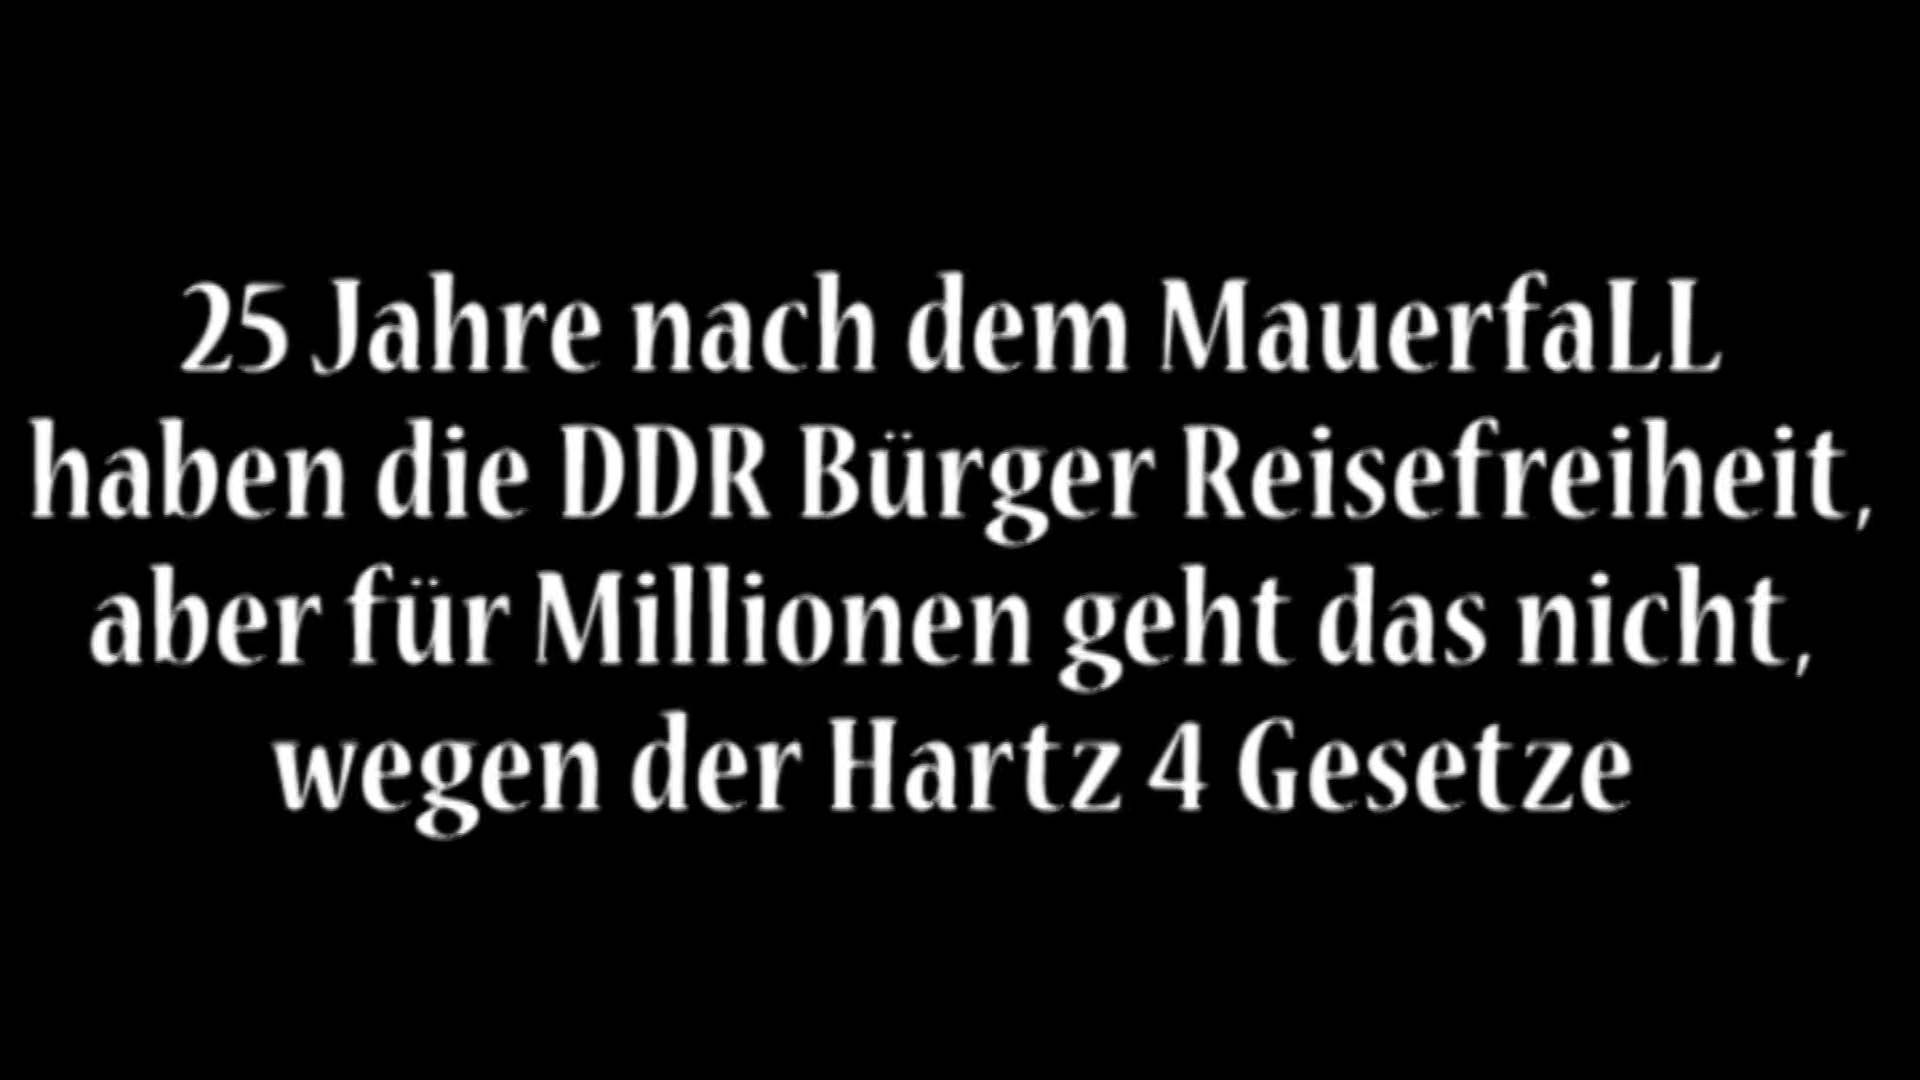 25 Jahre nach dem MauerfaLL
haben die DDR Bürger Reisefreiheit,
aber für Millionen geht das nicht,
wegen der Hartz 4 Gesetze